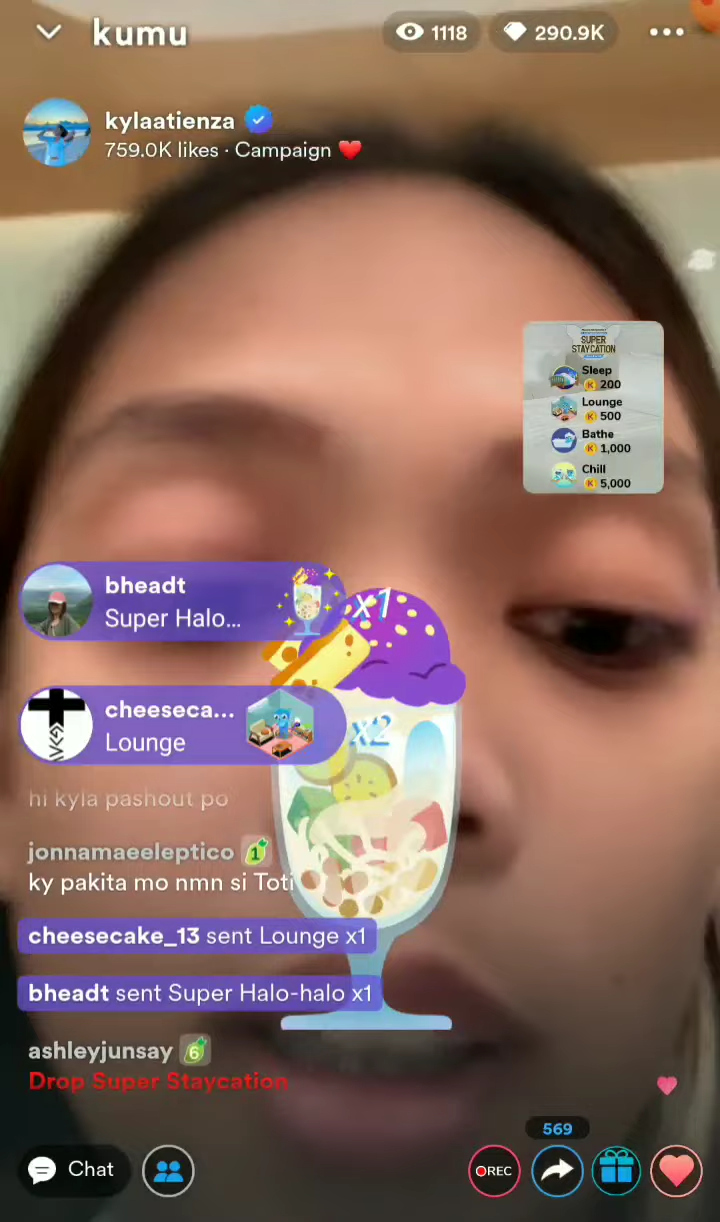 kumu
1118
290.9K
kylaatienza
759.0K likes · Campaign ❤️
SUPER
STAYCATION
Sleep
K 200
Lounge
K 500
Bathe
K 1,000
Chill
K 5,000
bheadt
Super Halo...
x1
cheeseca...
Lounge
x2
hi kyla pashout po
jonnamaeeleptico 1
ky pakita mo nmn si Toti
cheesecake_13 sent Lounge x1
bheadt sent Super Halo-halo x1
ashleyjunsay 6
Drop Super Staycation
569
Chat
REC